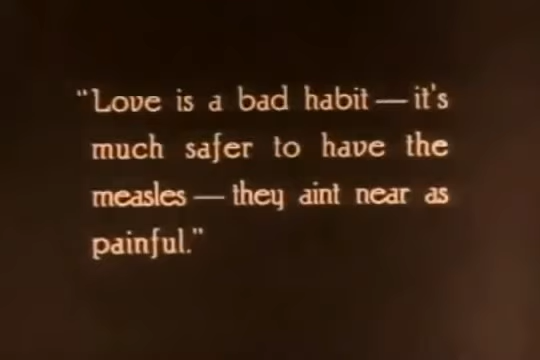 "Love is a bad habit — it's
much safer to have the
measles — they aint near as
painful."